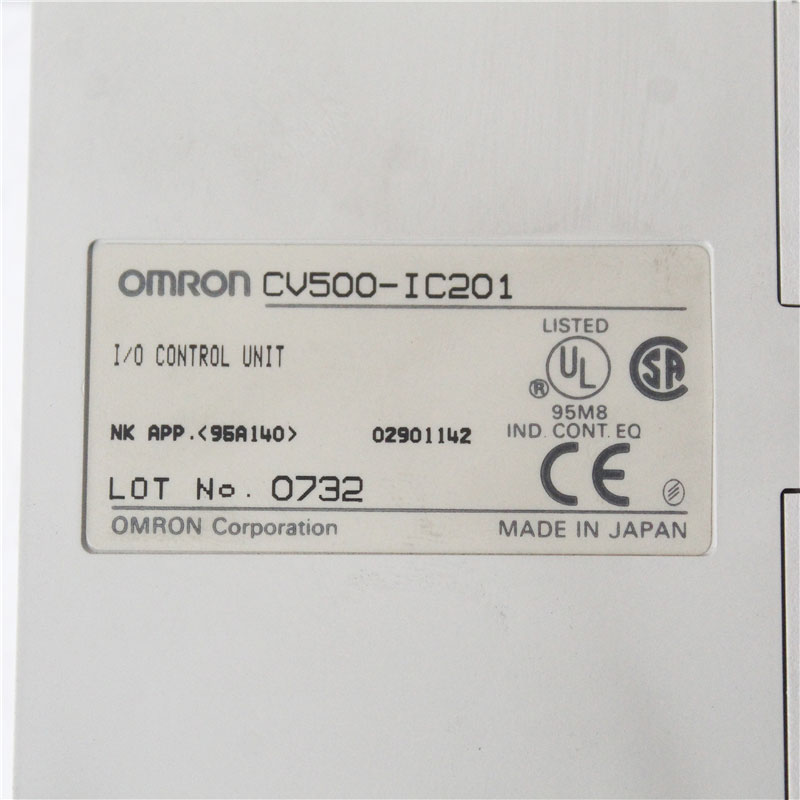 OMRON CV500-IC201
I/O CONTROL UNIT
LISTED
UL
®
SA
95M8
IND. CONT. EQ
NK APP.<95A140> 02901142
CE
LOT No. 0732
OMRON Corporation MADE IN JAPAN